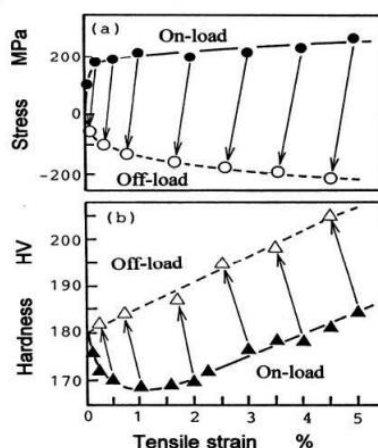 (a)
On-load
200
0
-200
Stress MPa
Off-load
(b)
205
200
190
180
170
Hardness HV
Off-load
On-load
0 1 2 3 4 5
Tensile strain %